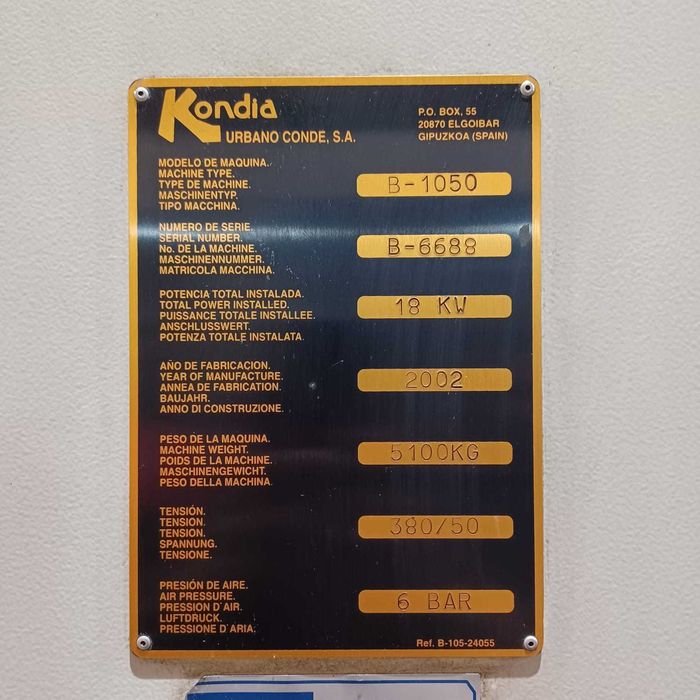 Kondia
URBANO CONDE, S.A.
P.O. BOX, 55
20870 ELGOIBAR
GIPUZKOA (SPAIN)
MODELO DE MAQUINA.
MACHINE TYPE.
TYPE DE MACHINE.
MASCHINENTYP.
TIPO MACCHINA.
B-1050
NUMERO DE SERIE.
SERIAL NUMBER.
No. DE LA MACHINE.
MASCHINENNUMMER.
MATRICOLA MACCHINA.
B-6688
POTENCIA TOTAL INSTALADA.
TOTAL POWER INSTALLED.
PUISSANCE TOTALE INSTALLEE.
ANSCHLUSSWERT.
POTENZA TOTALE INSTALATA.
18 KW
AÑO DE FABRICACION.
YEAR OF MANUFACTURE.
ANNEA DE FABRICATION.
BAUJAHR.
ANNO DI CONSTRUZIONE.
2002
PESO DE LA MAQUINA.
MACHINE WEIGHT.
POIDS DE LA MACHINE.
MASCHINENGEWICHT.
PESO DELLA MACHINA.
5100KG
TENSIÓN.
TENSION.
TENSION.
SPANNUNG.
TENSIONE.
380/50
PRESIÓN DE AIRE.
AIR PRESSURE.
PRESSION D'AIR.
LUFTDRUCK.
PRESSIONE D'ARIA.
6 BAR
Ref. B-105-24055